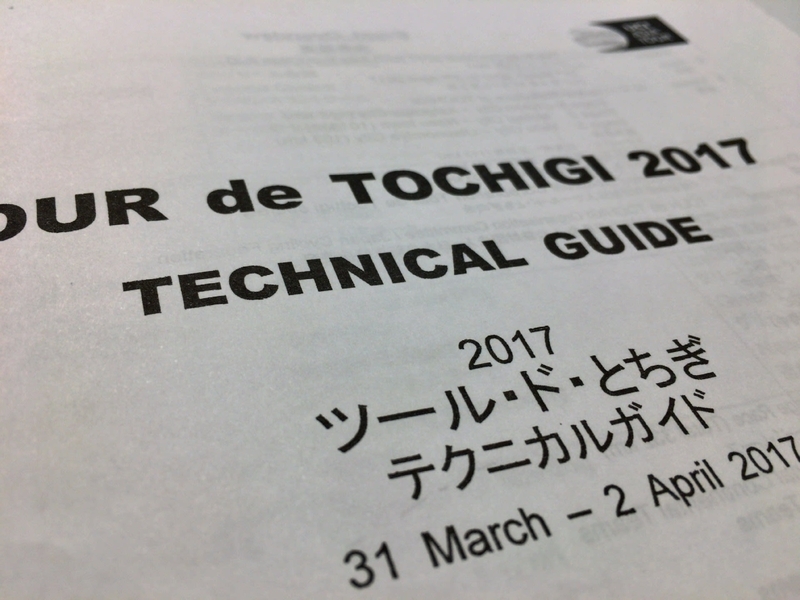 OUR de TOCHIGI 2017
TECHNICAL GUIDE
2017
ツール・ド・とちぎ
テクニカルガイド
31 March – 2 April 2017